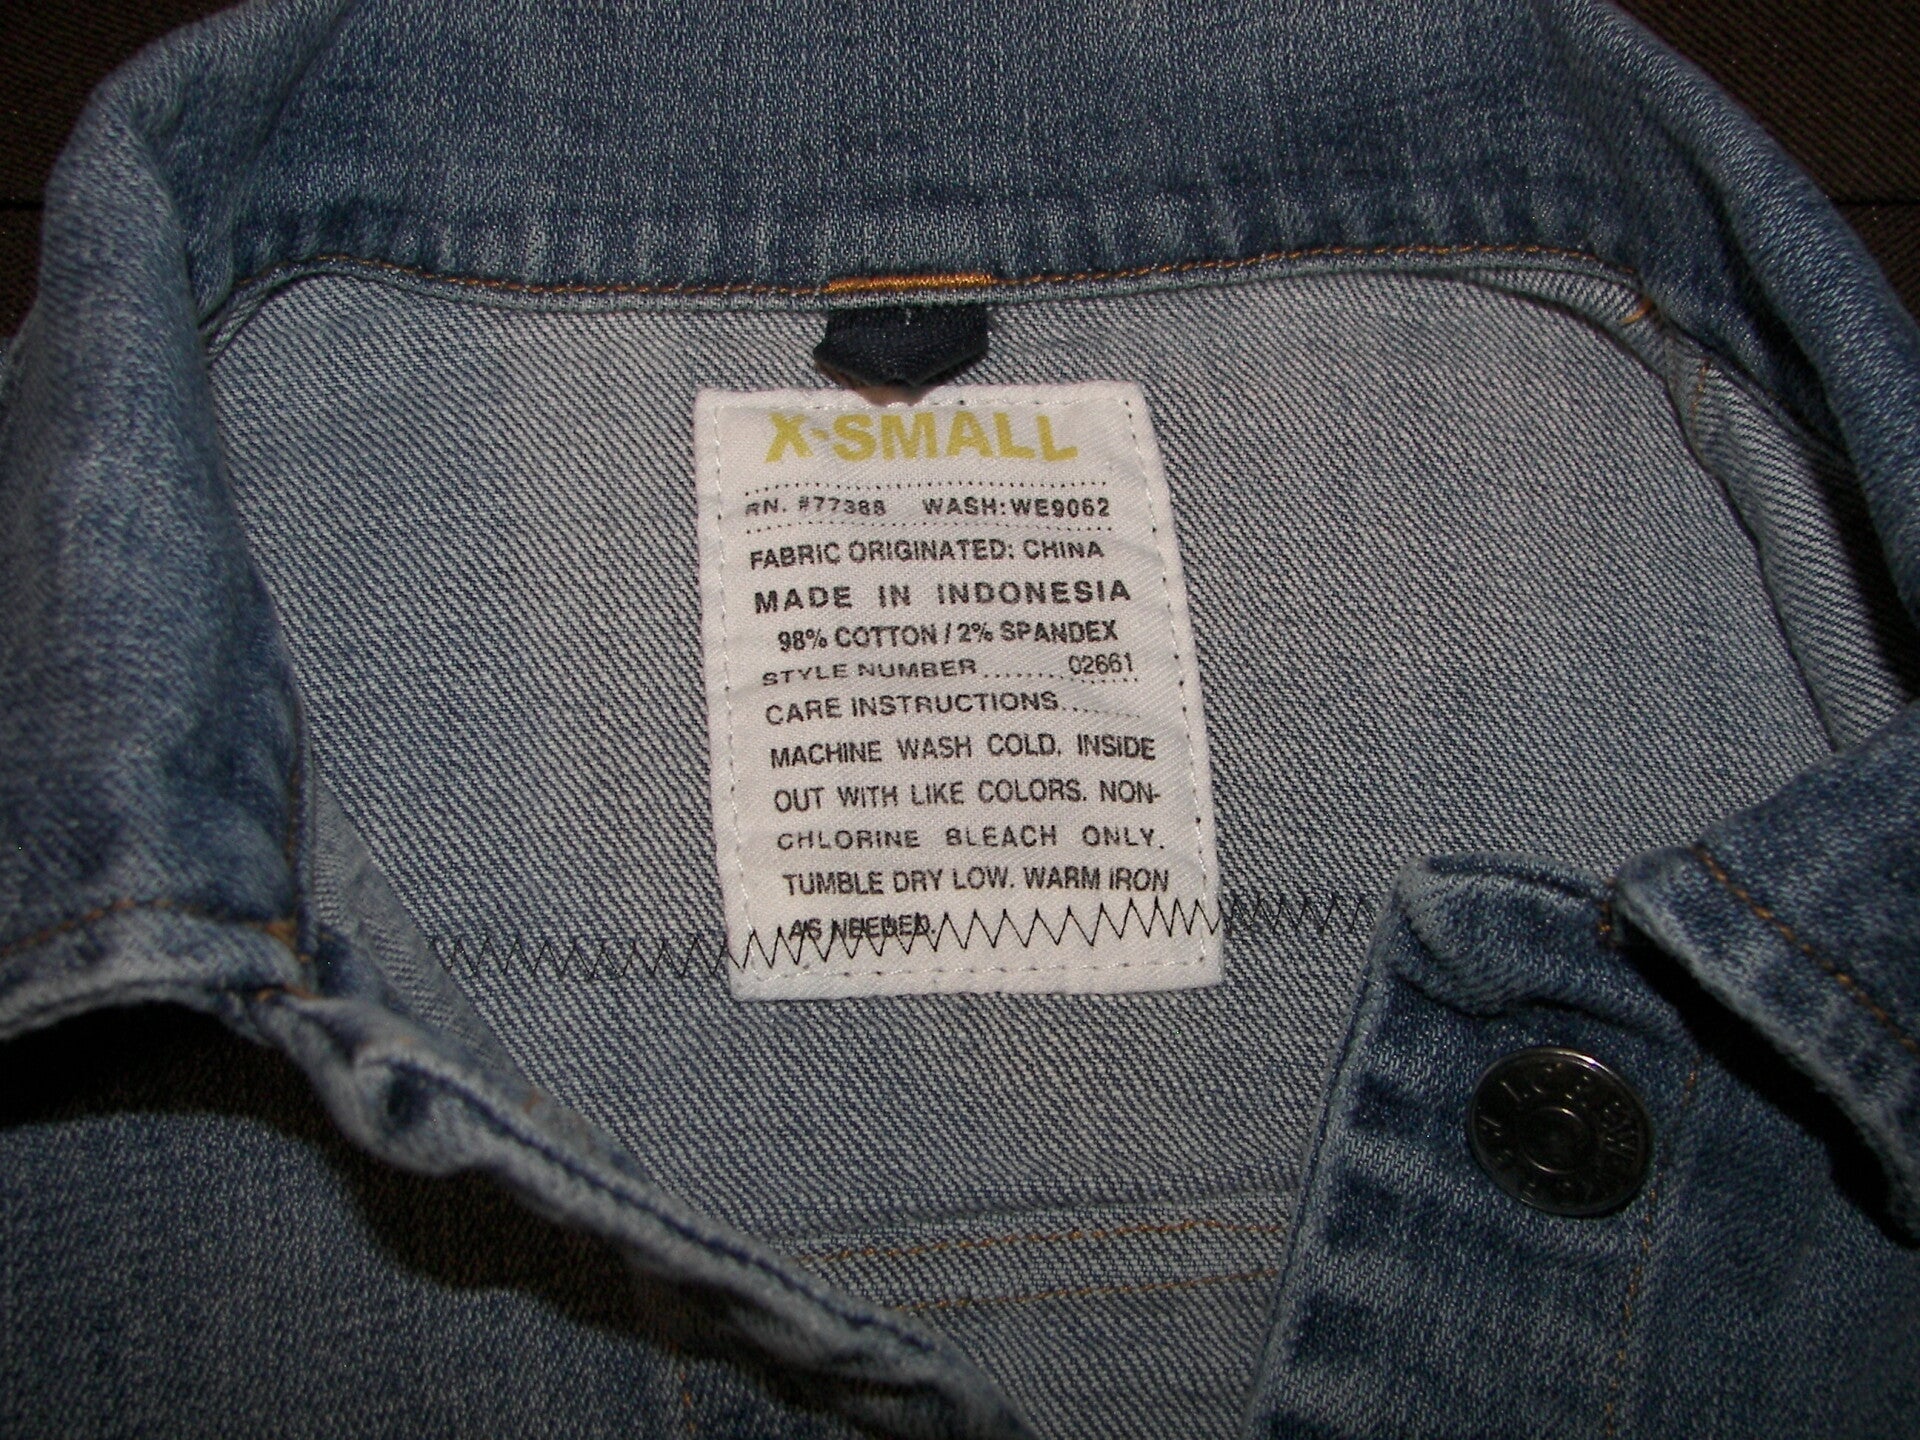 X-SMALL
RN. #77388 WASH:WE9062
FABRIC ORIGINATED: CHINA
MADE IN INDONESIA
98% COTTON / 2% SPANDEX
STYLE NUMBER........02661
CARE INSTRUCTIONS........
MACHINE WASH COLD, INSIDE
OUT WITH LIKE COLORS. NON-
CHLORINE BLEACH ONLY.
TUMBLE DRY LOW. WARM IRON
AS NEEDED.
J.CREW